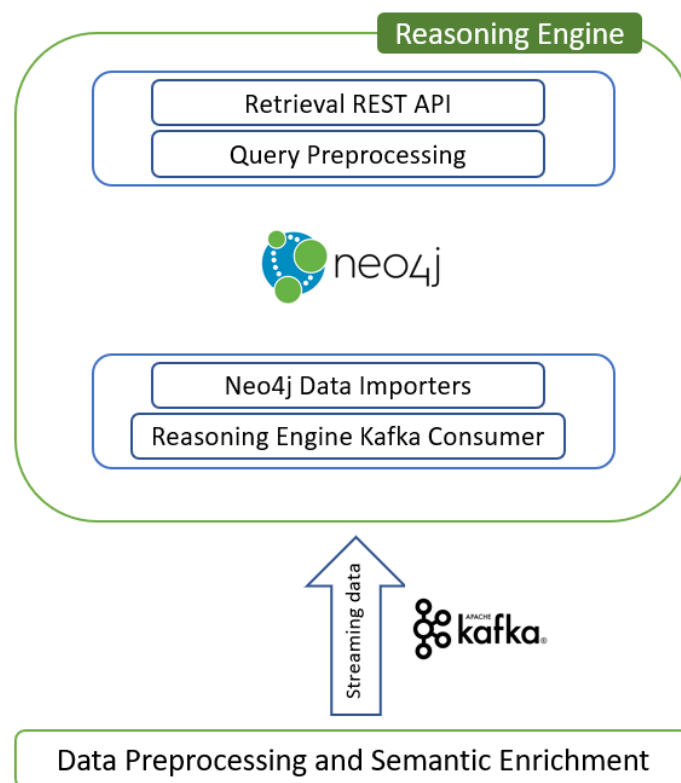 Reasoning Engine
Retrieval REST API
Query Preprocessing
neo4j
Neo4j Data Importers
Reasoning Engine Kafka Consumer
Streaming data
APACHE
kafka®
Data Preprocessing and Semantic Enrichment